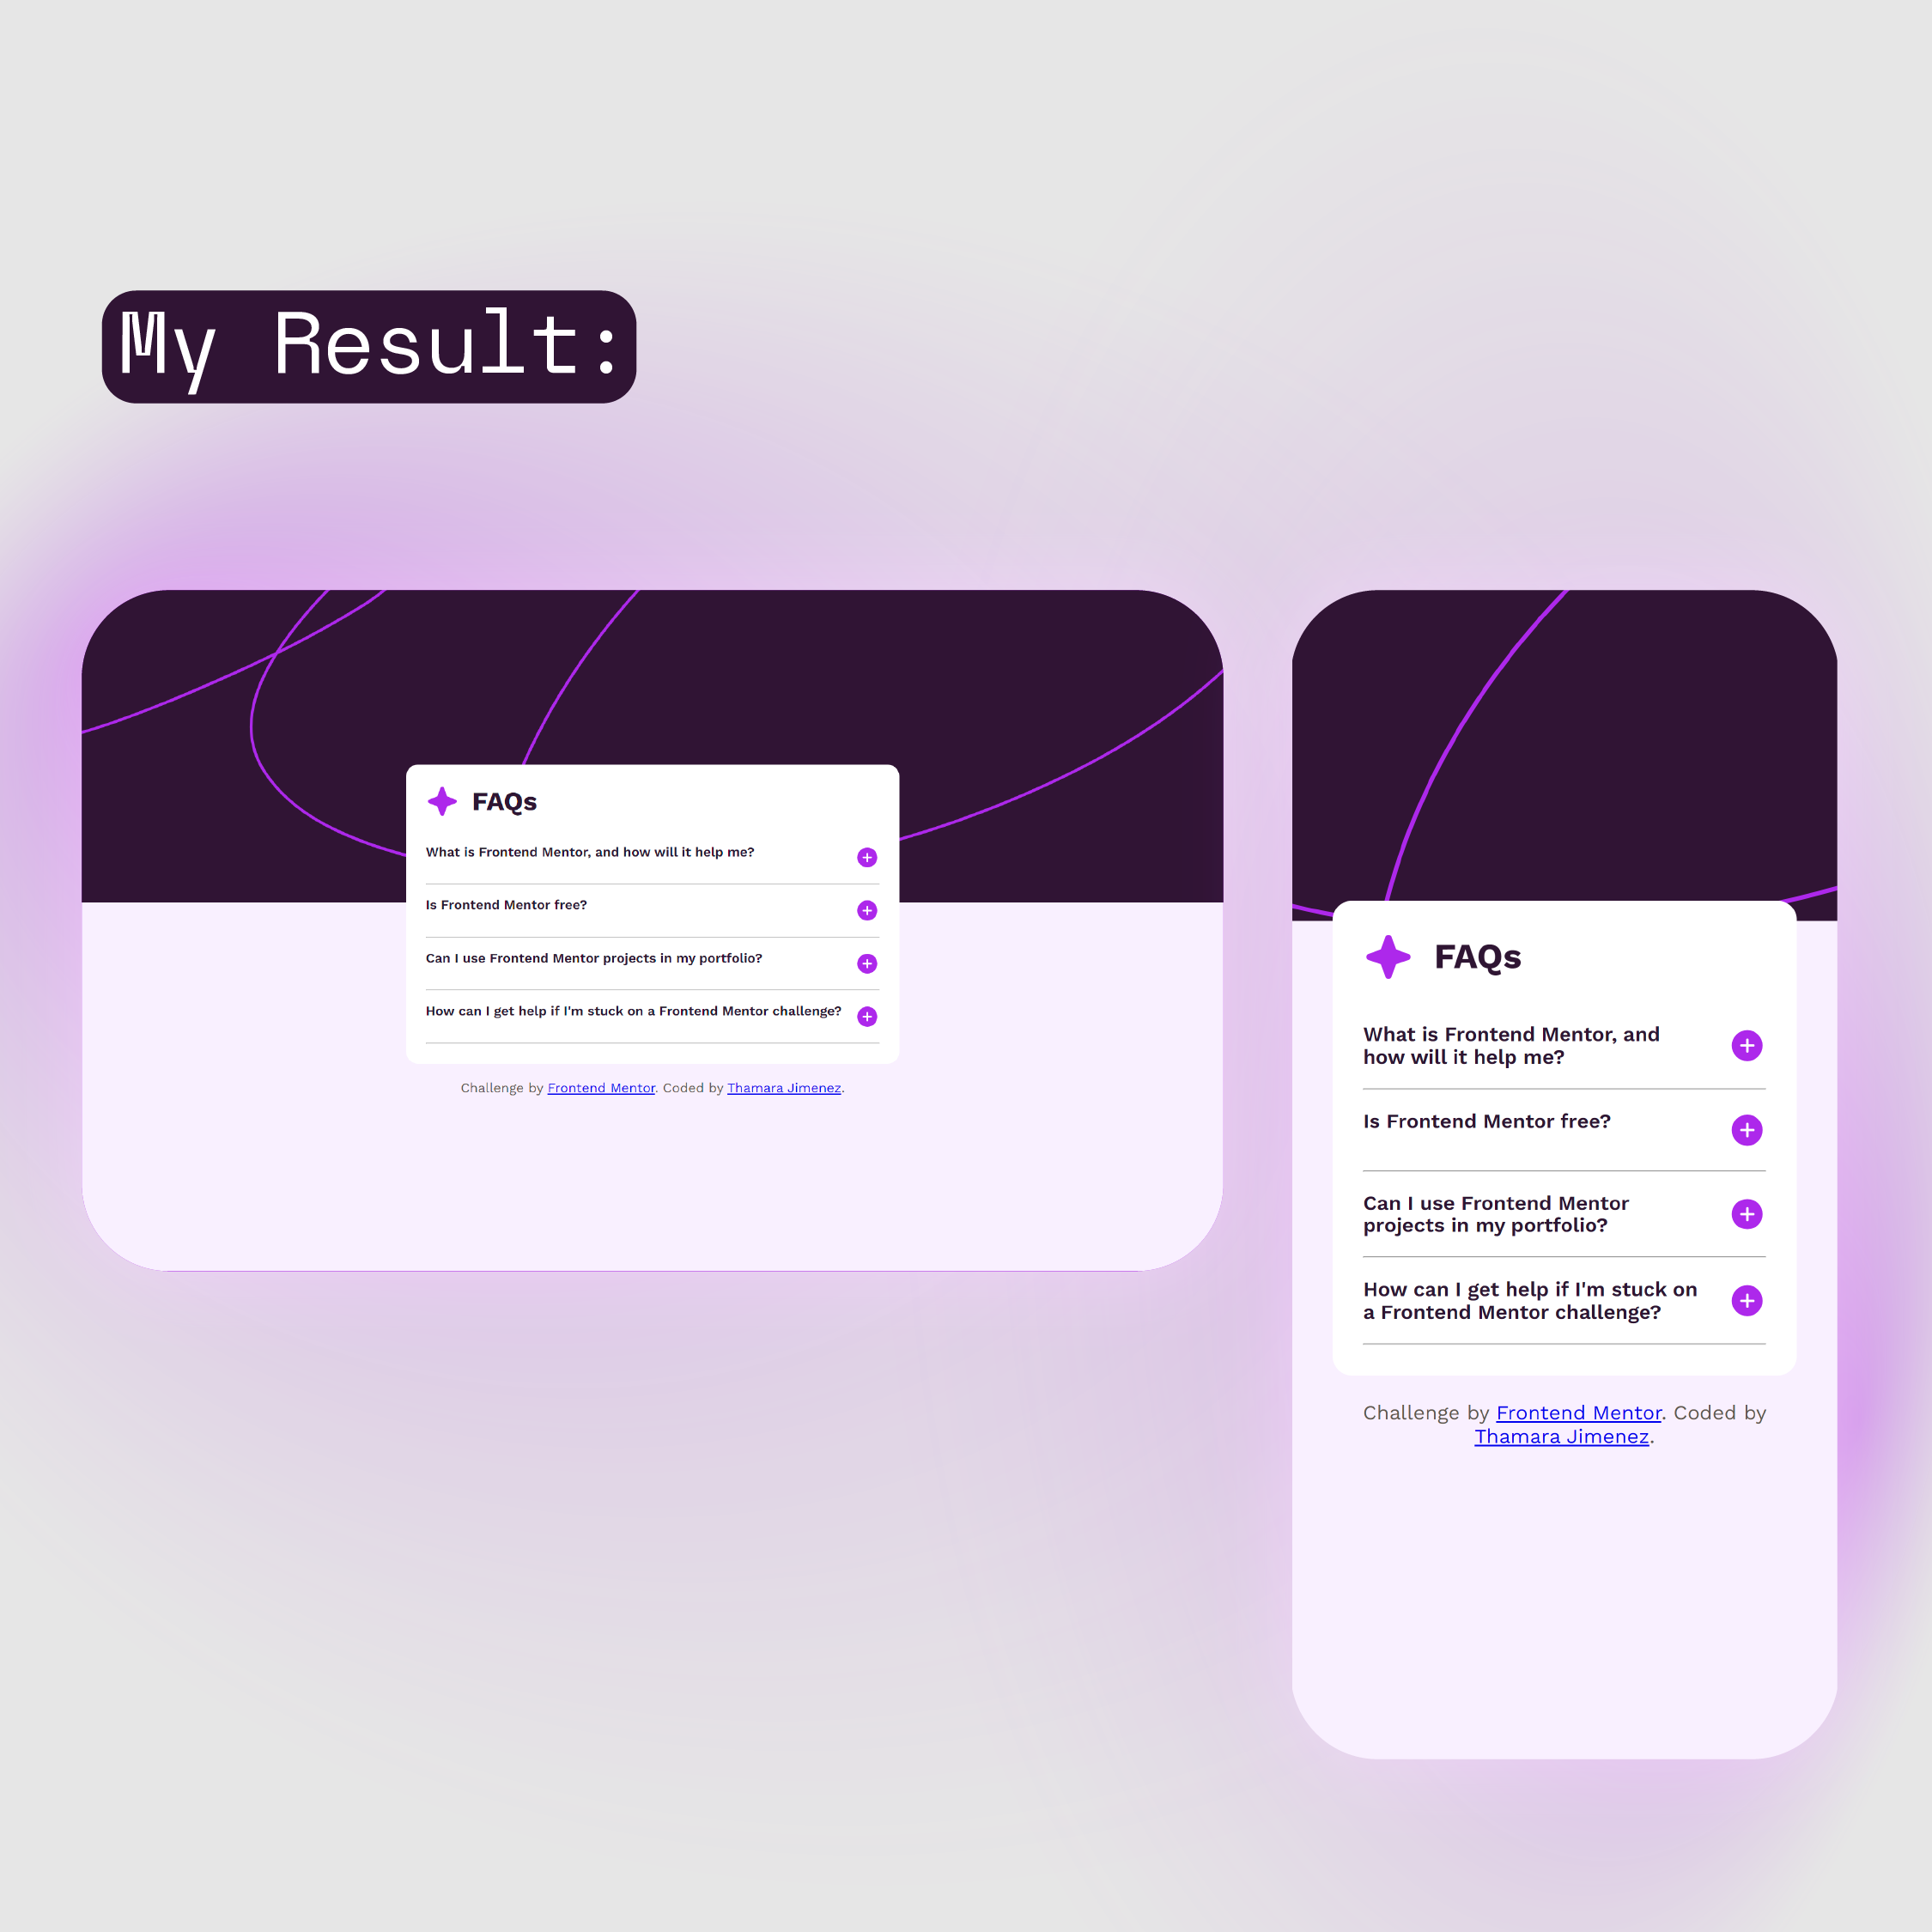 My Result:
FAQs
What is Frontend Mentor, and how will it help me?
Is Frontend Mentor free?
Can I use Frontend Mentor projects in my portfolio?
How can I get help if I'm stuck on a Frontend Mentor challenge?
Challenge by Frontend Mentor. Coded by Thamara Jimenez.
FAQs
What is Frontend Mentor, and
how will it help me?
Is Frontend Mentor free?
Can I use Frontend Mentor
projects in my portfolio?
How can I get help if I'm stuck on
a Frontend Mentor challenge?
Challenge by Frontend Mentor. Coded by
Thamara Jimenez.